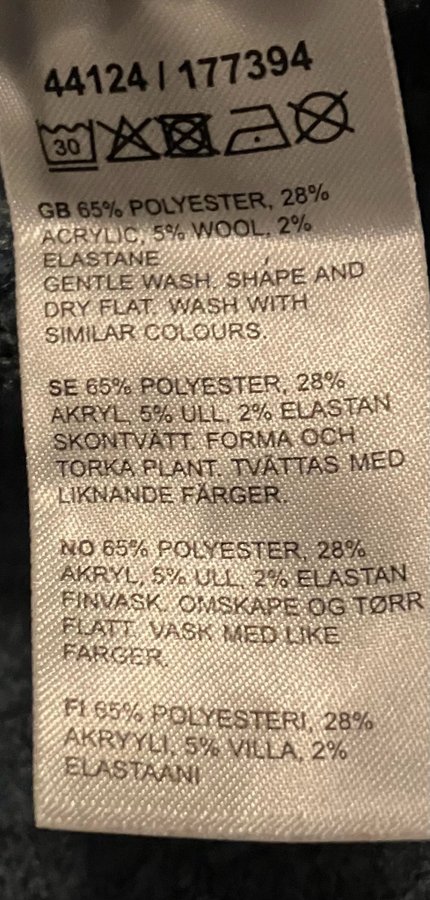 44124 / 177394
30
GB 65% POLYESTER, 28%
ACRYLIC, 5% WOOL, 2%
ELASTANE
GENTLE WASH. SHAPE AND
DRY FLAT. WASH WITH
SIMILAR COLOURS.
SE 65% POLYESTER, 28%
AKRYL, 5% ULL, 2% ELASTAN
SKONTVÄTT. FORMA OCH
TORKA PLANT. TVÄTTAS MED
LIKNANDE FÄRGER.
NO 65% POLYESTER, 28%
AKRYL, 5% ULL, 2% ELASTAN
FINVASK. OMSKAPE OG TØRR
FLATT. VASK MED LIKE
FARGER.
FI 65% POLYESTERI, 28%
AKRYYLI, 5% VILLA, 2%
ELASTAANI